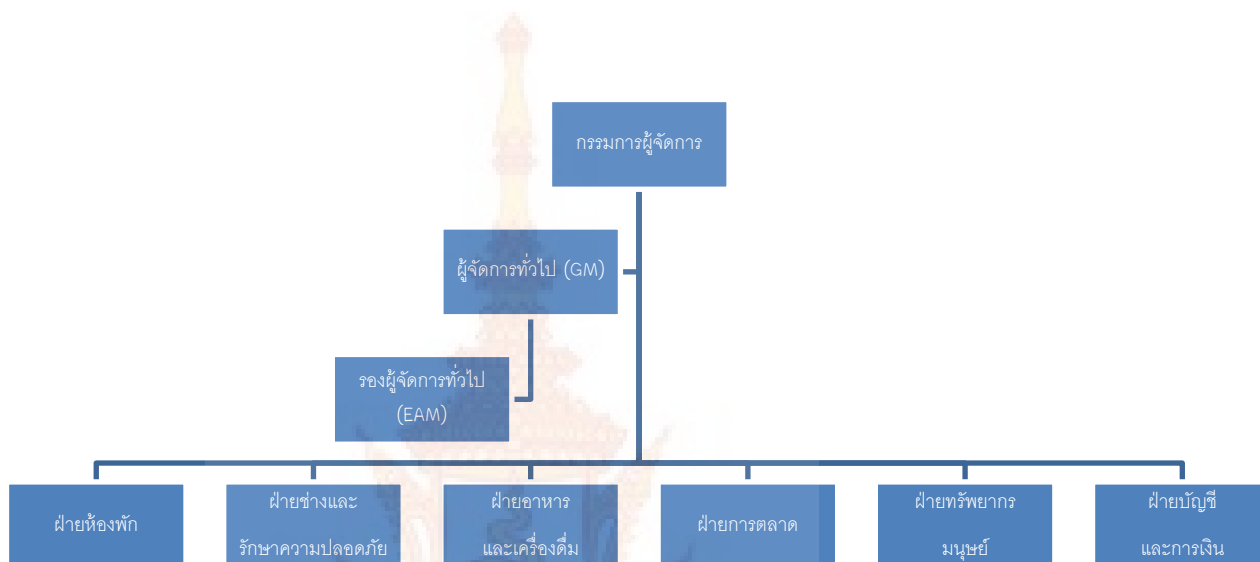 กรรมการผู้จัดการ
ผู้จัดการทั่วไป (GM)
รองผู้จัดการทั่วไป
(EAM)
ฝ่ายห้องพัก
ฝ่ายช่างและ
รักษาความปลอดภัย
ฝ่ายอาหาร
และเครื่องดื่ม
ฝ่ายการตลาด
ฝ่ายทรัพยากร
มนุษย์
ฝ่ายบัญชี
และการเงิน